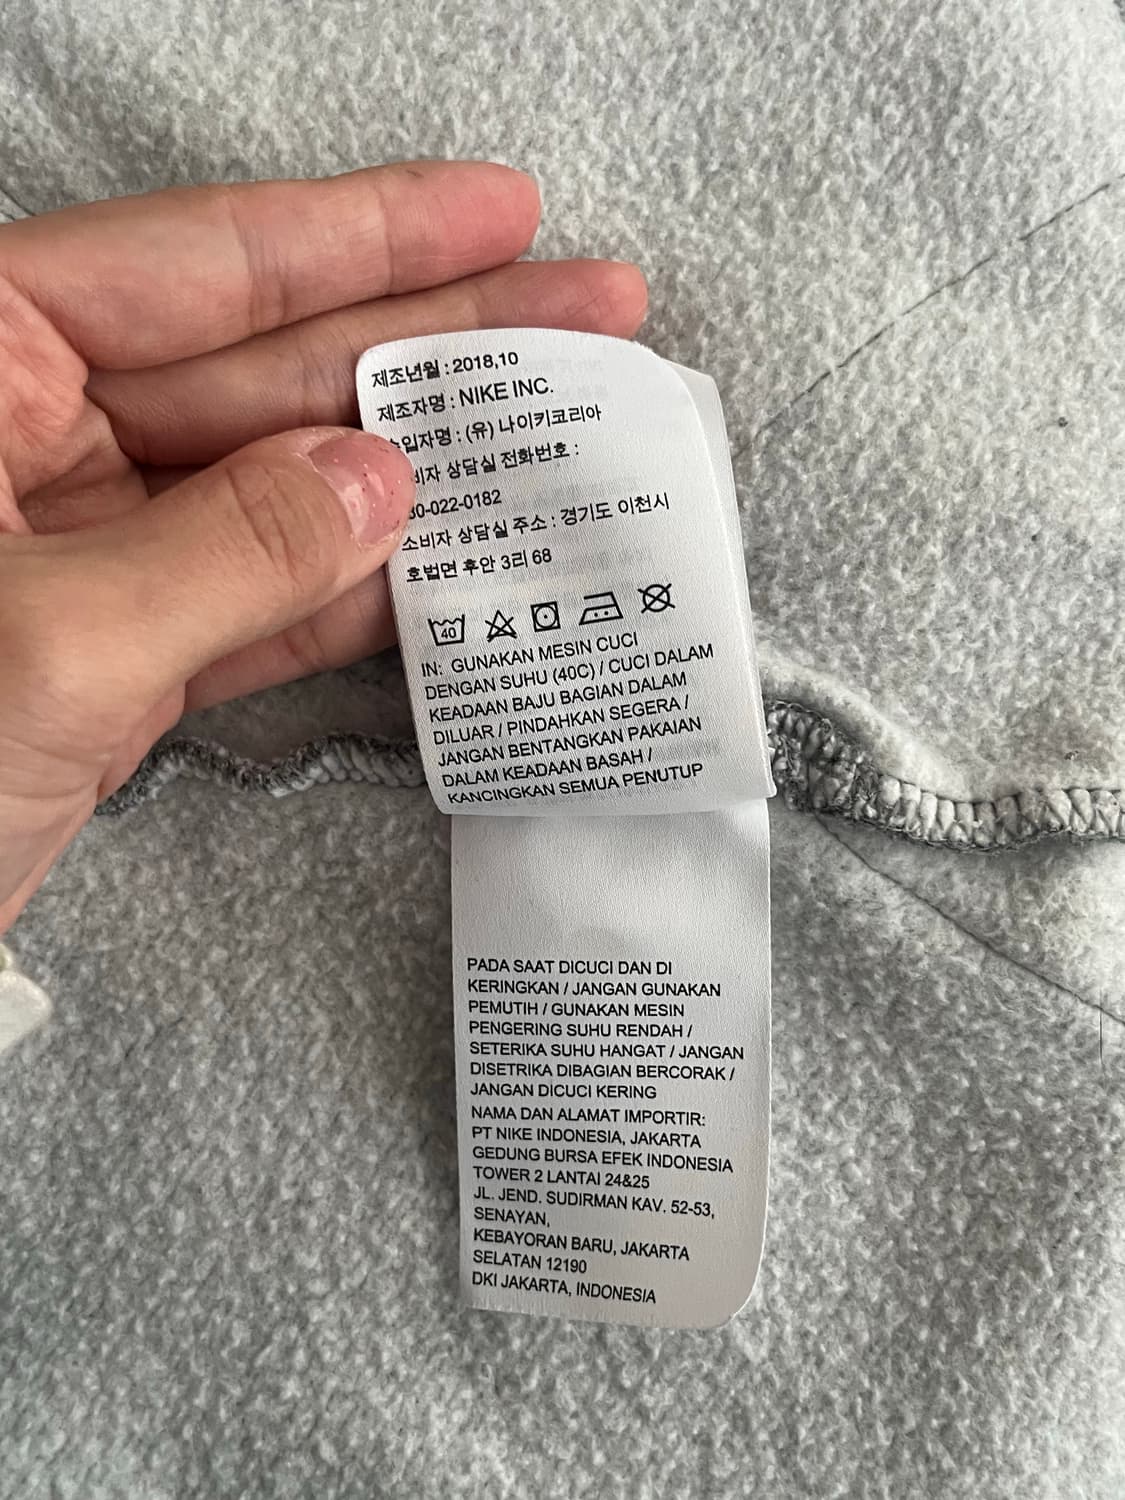 제조년월 : 2018,10
제조자명 : NIKE INC.
수입자명 : (유) 나이키코리아
상담실 전화번호 :
0-022-0182
소비자 상담실 주소 : 경기도 이천시
호법면 후안 3리 68
40
IN: GUNAKAN MESIN CUCI
DENGAN SUHU (40C) / CUCI DALAM
KEADAAN BAJU BAGIAN DALAM
DILUAR / PINDAHKAN SEGERA /
JANGAN BENTANGKAN PAKAIAN
DALAM KEADAAN BASAH /
KANCINGKAN SEMUA PENUTUP
PADA SAAT DICUCI DAN DI
KERINGKAN / JANGAN GUNAKAN
PEMUTIH / GUNAKAN MESIN
PENGERING SUHU RENDAH /
SETERIKA SUHU HANGAT / JANGAN
DISETRIKA DIBAGIAN BERCORAK /
JANGAN DICUCI KERING
NAMA DAN ALAMAT IMPORTIR:
PT NIKE INDONESIA, JAKARTA
GEDUNG BURSA EFEK INDONESIA
TOWER 2 LANTAI 24&25
JL. JEND. SUDIRMAN KAV. 52-53,
SENAYAN,
KEBAYORAN BARU, JAKARTA
SELATAN 12190
DKI JAKARTA, INDONESIA